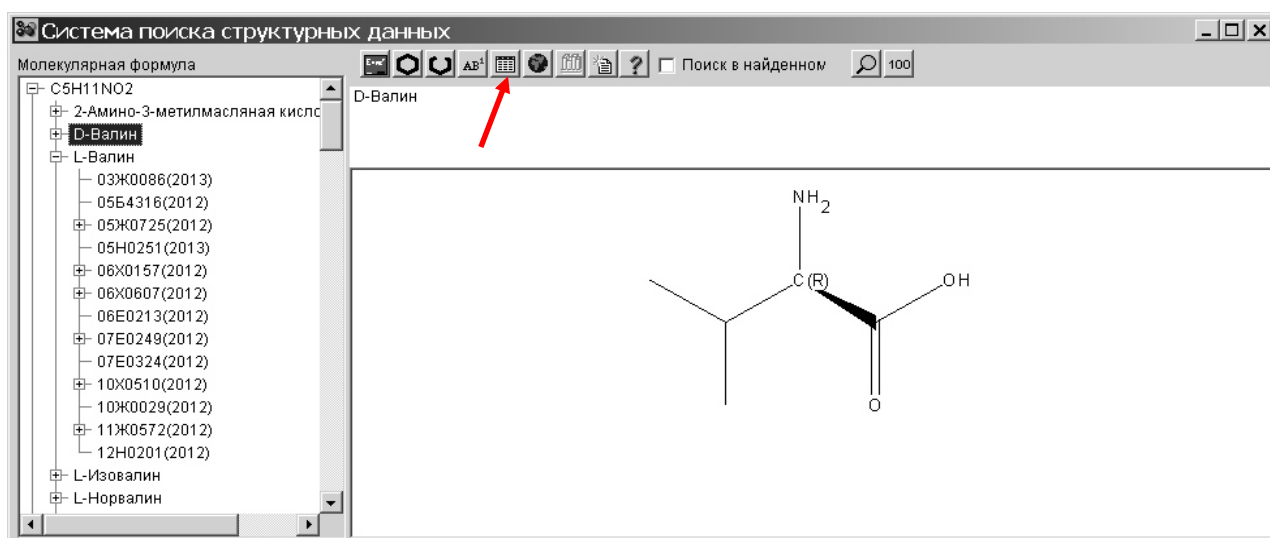 Система поиска структурных данных
Молекулярная формула
AB¹
?
Поиск в найденном
100
C5H11NO2
2-Амино-3-метилмасляная кисло
D-Валин
L-Валин
03Ж0086(2013)
05Б4316(2012)
05Ж0725(2012)
05Н0251(2013)
06Х0157(2012)
06Х0607(2012)
06Е0213(2012)
07Е0249(2012)
07Е0324(2012)
10Х0510(2012)
10Ж0029(2012)
11Ж0572(2012)
12Н0201(2012)
L-Изовалин
L-Норвалин
D-Валин
NH2
C (R)
OH
O